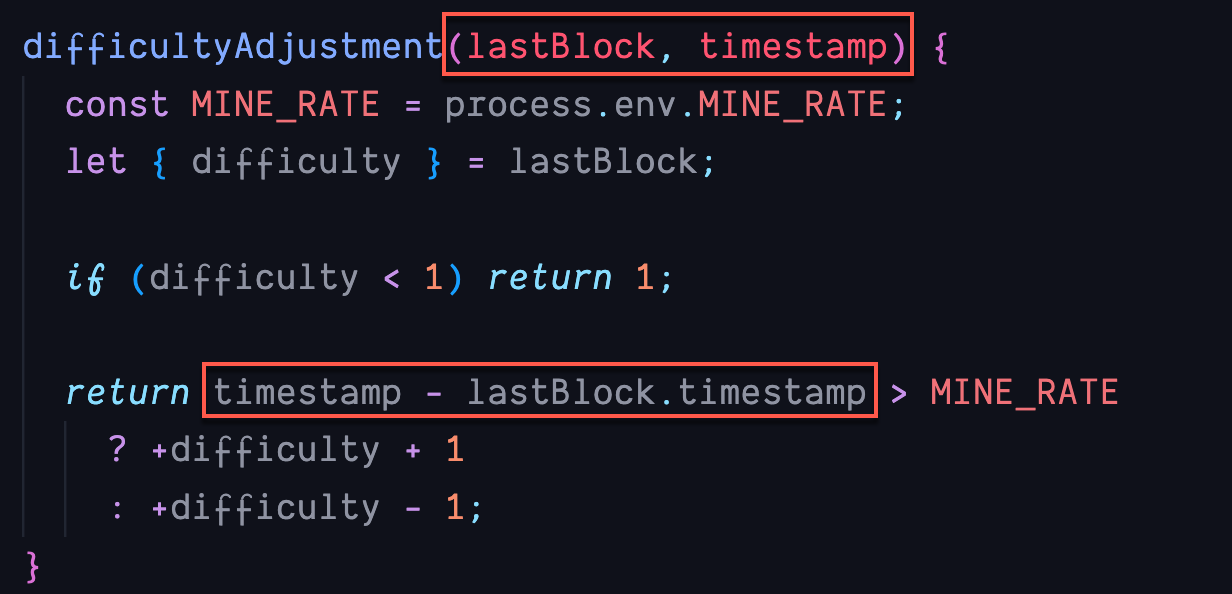 difficultyAdjustment(lastBlock, timestamp) {
const MINE_RATE = process.env.MINE_RATE;
let { difficulty } = lastBlock;
if (difficulty < 1) return 1;
return timestamp - lastBlock.timestamp > MINE_RATE
? +difficulty + 1
: +difficulty - 1;
}